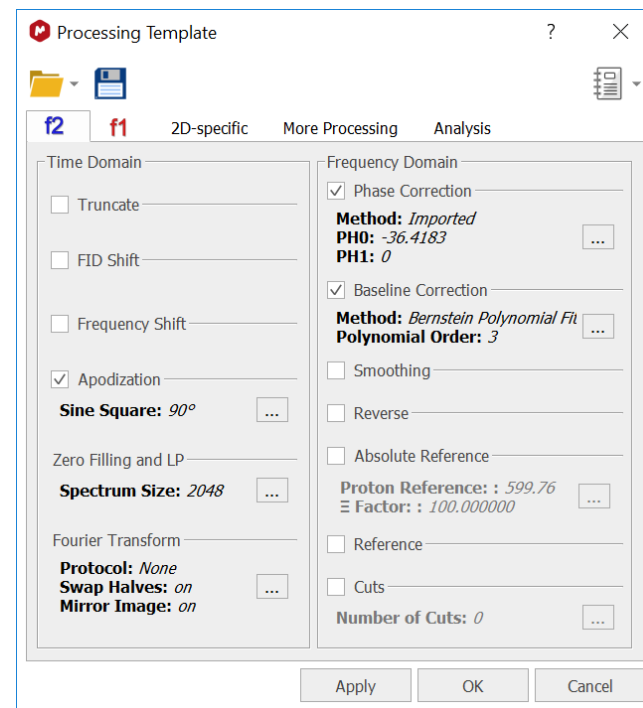 Processing Template
?
f2
f1
2D-specific
More Processing
Analysis
Time Domain
Truncate
FID Shift
Frequency Shift
Apodization
Sine Square: 90º
...
Zero Filling and LP
Spectrum Size: 2048
...
Fourier Transform
Protocol: None
Swap Halves: on
Mirror Image: on
...
Frequency Domain
Phase Correction
Method: Imported
PH0: -36.4183
PH1: 0
...
Baseline Correction
Method: Bernstein Polynomial Fit
Polynomial Order: 3
...
Smoothing
Reverse
Absolute Reference
Proton Reference: : 599.76
Ξ Factor: : 100.000000
...
Reference
Cuts
Number of Cuts: 0
...
Apply
OK
Cancel